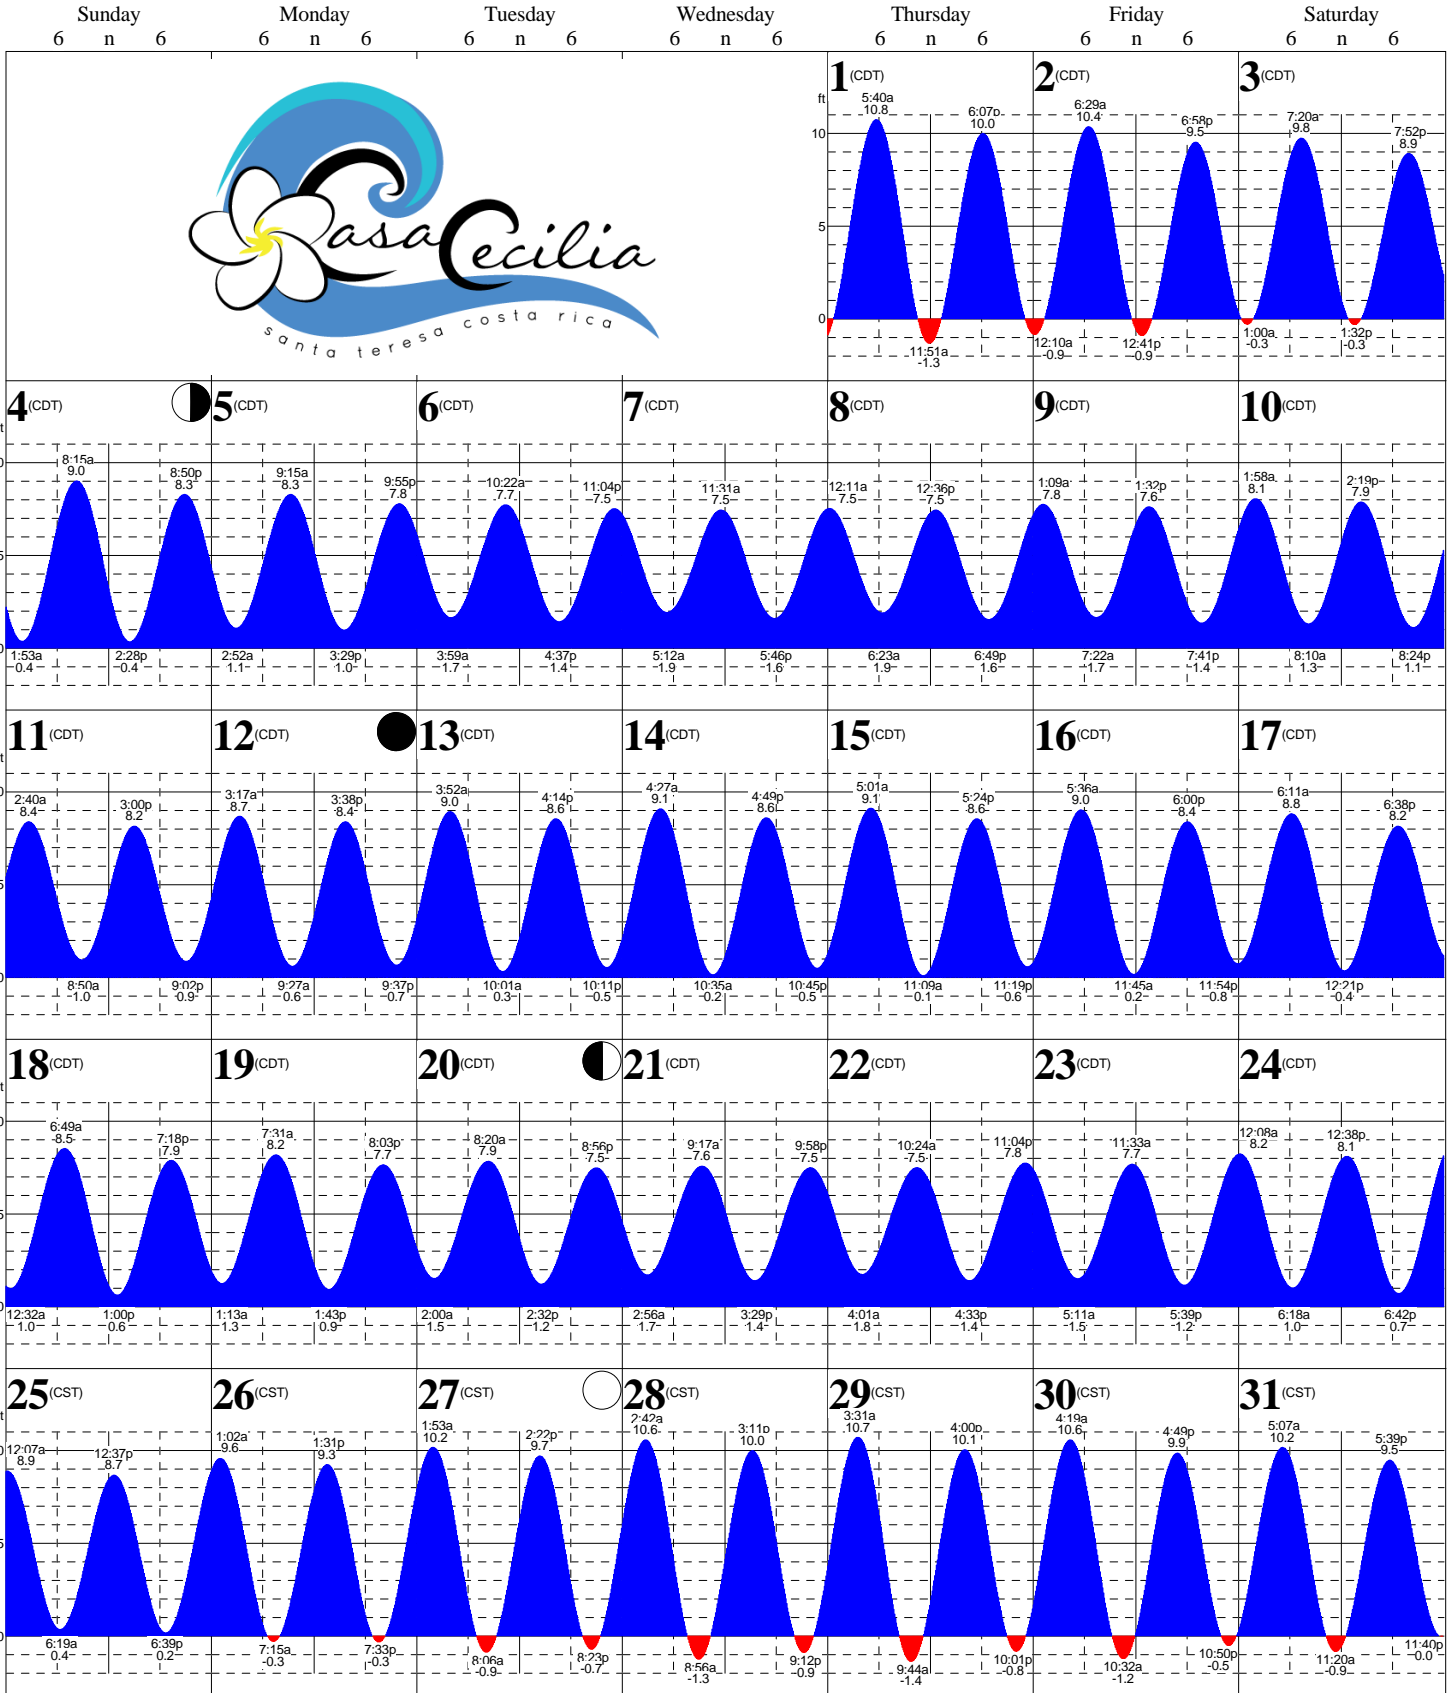 Sunday Monday Tuesday Wednesday Thursday Friday Saturday
6 n 6 6 n 6 6 n 6 6 n 6 6 n 6 6 n 6 6 n 6
Casa Cecilia
santa teresa costa rica
1 (CDT) 2 (CDT) 3 (CDT)
ft
10
5
0
5:40a 6:07p 6:29a 6:58p 7:20a 7:52p
10.8 10.0 10.4 9.5 9.8 8.9
11:51a 12:10a 12:41p 1:00a 1:32p
-1.3 -0.9 -0.9 -0.3 -0.3
4 (CDT) 5 (CDT) 6 (CDT) 7 (CDT) 8 (CDT) 9 (CDT) 10 (CDT)
t
0
5
0
8:15a 8:50p 9:15a 9:55p 10:22a 11:04p 11:31a 12:11a 12:36p 1:09a 1:32p 1:58a 2:19p
9.0 8.3 8.3 7.8 7.7 7.5 7.5 7.5 7.5 7.8 7.6 8.1 7.9
1:53a 2:28p 2:52a 3:29p 3:59a 4:37p 5:12a 5:46p 6:23a 6:49p 7:22a 7:41p 8:10a 8:24p
0.4 0.4 1.1 1.0 1.7 1.4 1.9 1.6 1.9 1.6 1.7 1.4 1.3 1.1
11 (CDT) 12 (CDT) 13 (CDT) 14 (CDT) 15 (CDT) 16 (CDT) 17 (CDT)
t
0
5
0
2:40a 3:00p 3:17a 3:38p 3:52a 4:14p 4:27a 4:49p 5:01a 5:24p 5:36a 6:00p 6:11a 6:38p
8.4 8.2 8.7 8.4 9.0 8.6 9.1 8.6 9.1 8.6 9.0 8.4 8.8 8.2
8:50a 9:02p 9:27a 9:37p 10:01a 10:11p 10:35a 10:45p 11:09a 11:19p 11:45a 11:54p 12:21p
1.0 0.9 0.6 0.7 0.3 0.5 0.2 0.5 0.1 0.6 0.2 0.8 0.4
18 (CDT) 19 (CDT) 20 (CDT) 21 (CDT) 22 (CDT) 23 (CDT) 24 (CDT)
t
0
5
0
6:49a 7:18p 7:31a 8:03p 8:20a 8:56p 9:17a 9:58p 10:24a 11:04p 11:33a 12:08a 12:38p
8.5 7.9 8.2 7.7 7.9 7.5 7.6 7.5 7.5 7.8 7.7 8.2 8.1
12:32a 1:00p 1:13a 1:43p 2:00a 2:32p 2:56a 3:29p 4:01a 4:33p 5:11a 5:39p 6:18a 6:42p
1.0 0.6 1.3 0.9 1.5 1.2 1.7 1.4 1.8 1.4 1.5 1.2 1.0 0.7
25 (CST) 26 (CST) 27 (CST) 28 (CST) 29 (CST) 30 (CST) 31 (CST)
t
0
5
0
12:07a 12:37p 1:02a 1:31p 1:53a 2:22p 2:42a 3:11p 3:31a 4:00p 4:19a 4:49p 5:07a 5:39p
8.9 8.7 9.6 9.3 10.2 9.7 10.6 10.0 10.7 10.1 10.6 9.9 10.2 9.5
6:19a 6:39p 7:15a 7:33p 8:06a 8:23p 8:56a 9:12p 9:44a 10:01p 10:32a 10:50p 11:20a 11:40p
0.4 0.2 -0.3 -0.3 -0.9 -0.7 -1.3 -0.9 -1.4 -0.8 -1.2 -0.5 -0.9 0.0